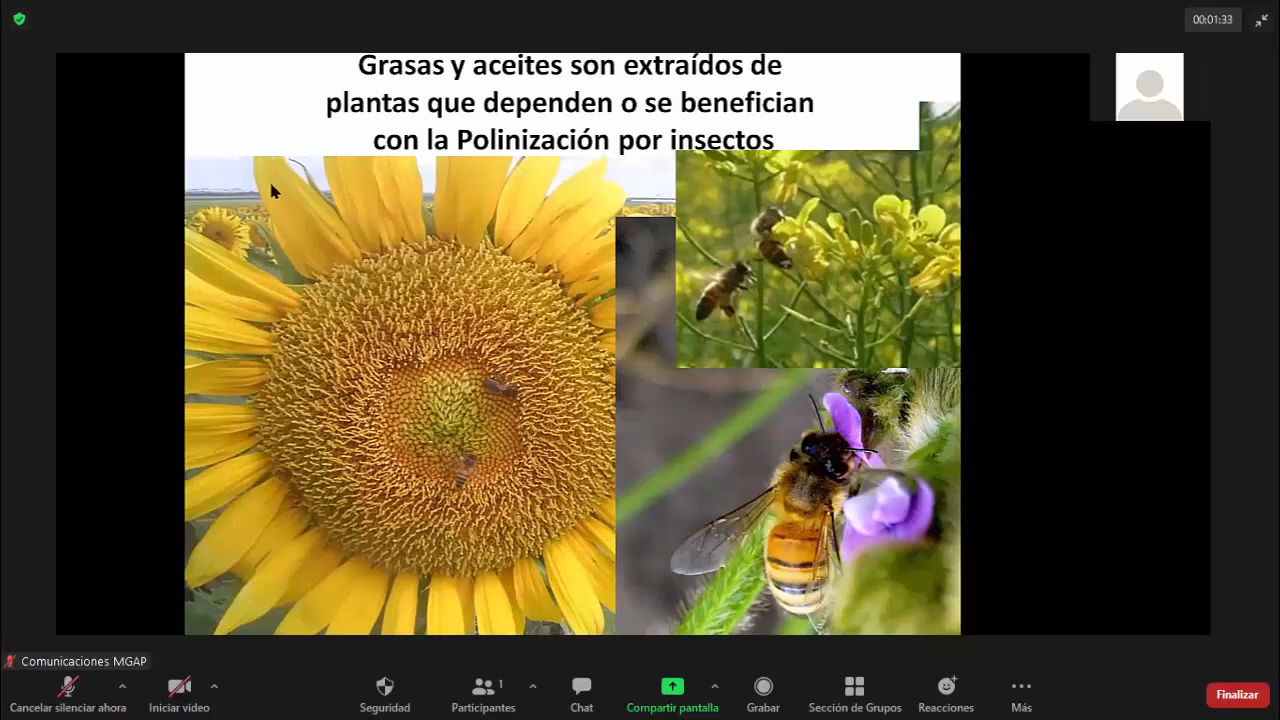 00:01:33
Grasas y aceites son extraídos de
plantas que dependen o se benefician
con la Polinización por insectos
Comunicaciones MGAP
Cancelar silenciar ahora
Iniciar video
Seguridad
1
Participantes
Chat
Compartir pantalla
Grabar
Sección de Grupos
Reacciones
Más
Finalizar